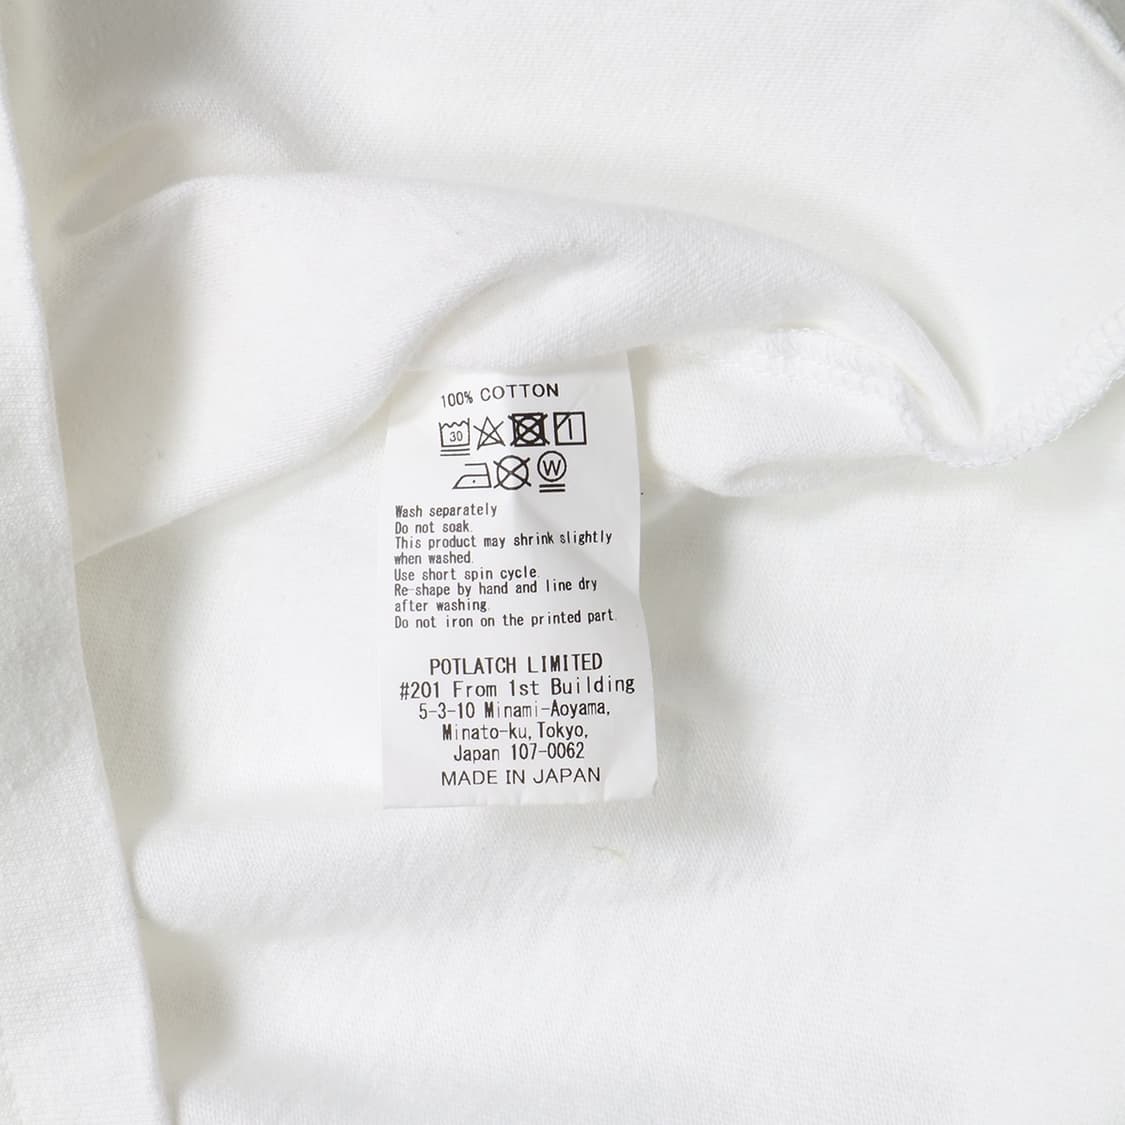 100% COTTON
30
W
Wash separately
Do not soak.
This product may shrink slightly
when washed.
Use short spin cycle.
Re-shape by hand and line dry
after washing.
Do not iron on the printed part.
POTLATCH LIMITED
#201 From 1st Building
5-3-10 Minami-Aoyama,
Minato-ku, Tokyo,
Japan 107-0062
MADE IN JAPAN